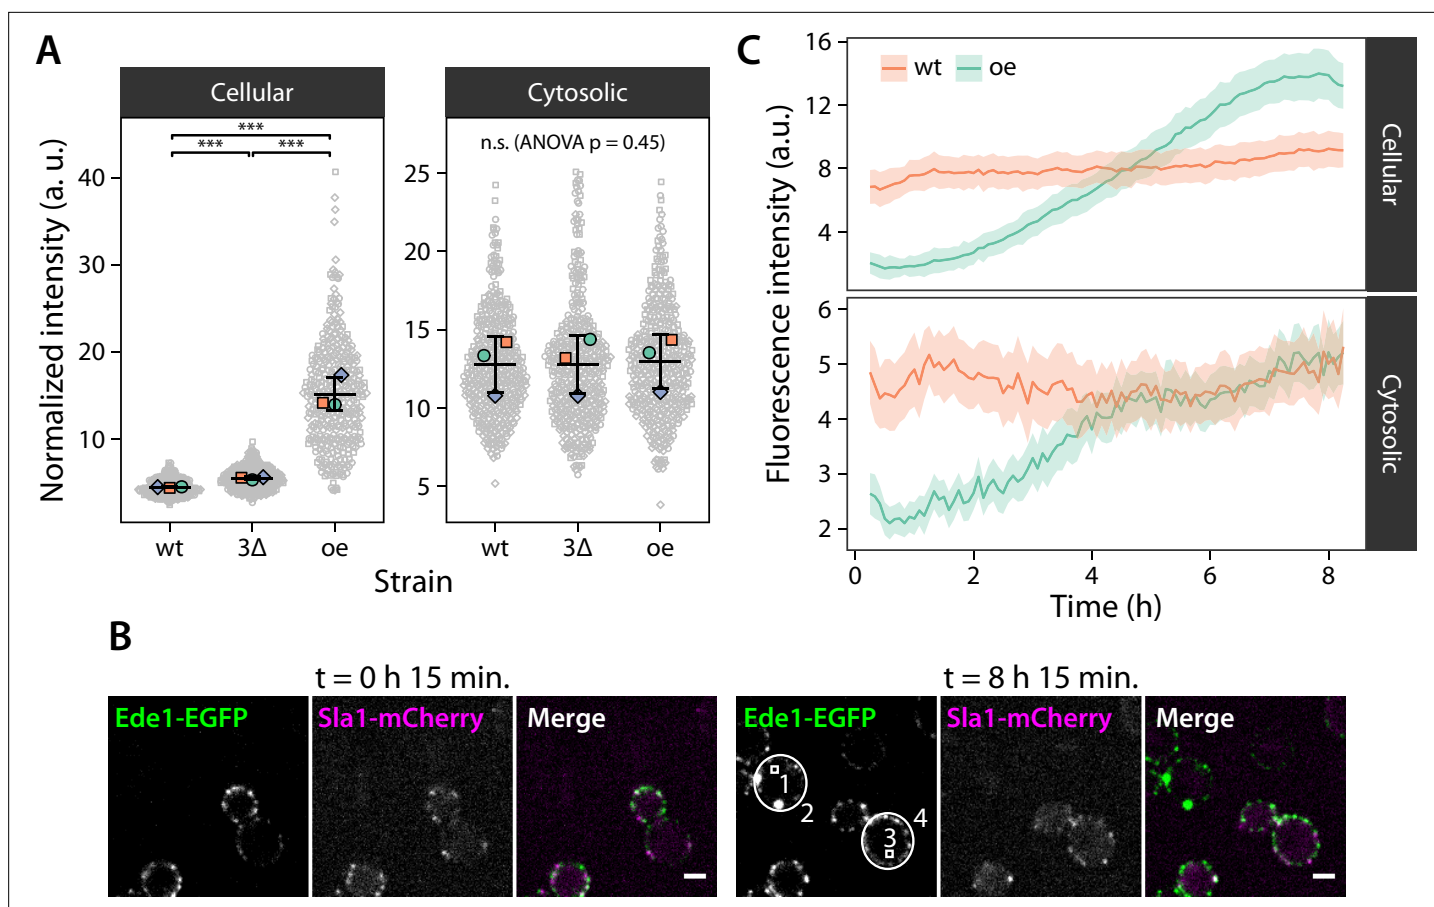 A
Cellular
Cytosolic
***
***
***
n.s. (ANOVA p = 0.45)
Normalized intensity (a. u.)
40
30
20
10
25
20
15
10
5
wt
3Δ
oe
wt
3Δ
oe
Strain
C
wt
oe
Fluorescence intensity (a.u.)
16
12
8
4
Cellular
6
5
4
3
2
Cytosolic
0
2
4
6
8
Time (h)
B
t = 0 h 15 min.
t = 8 h 15 min.
Ede1-EGFP
Sla1-mCherry
Merge
Ede1-EGFP
Sla1-mCherry
Merge
1
2
3
4